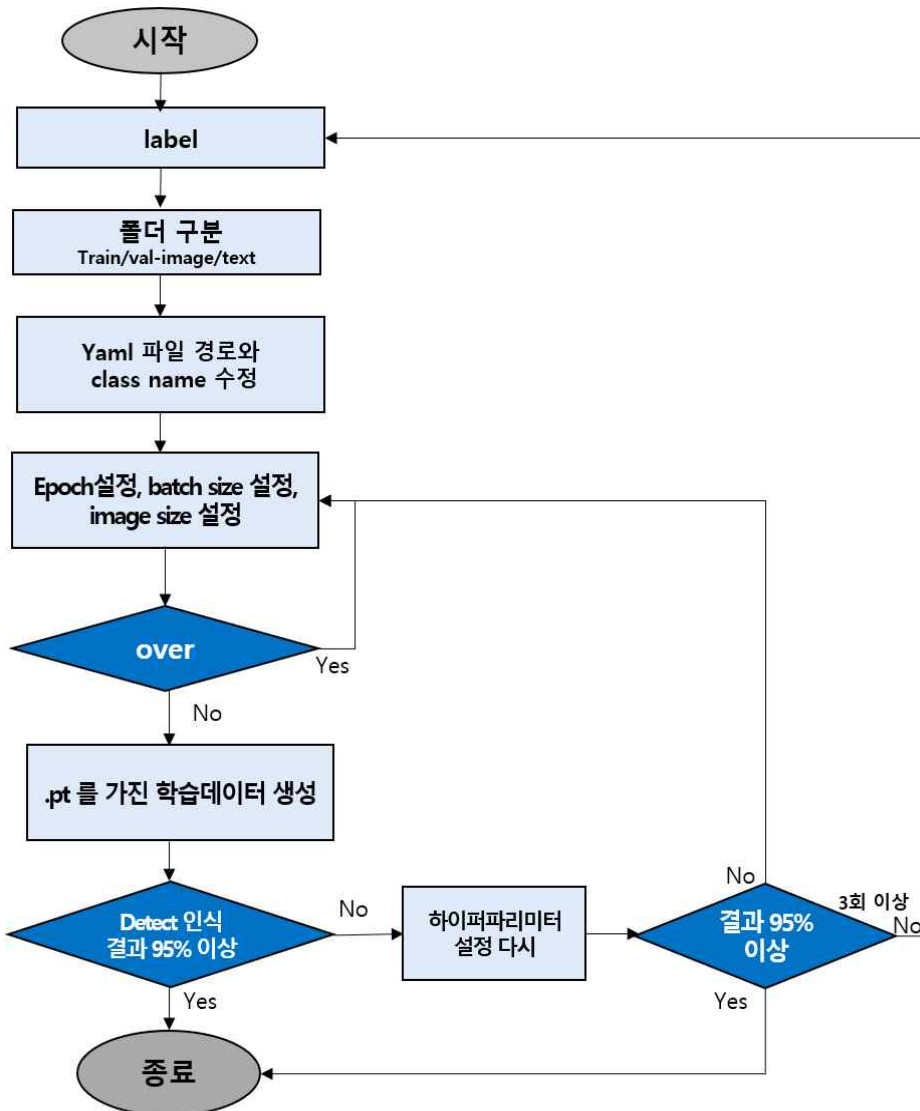 시작
label
폴더 구분
Train/val-image/text
Yaml 파일 경로와
class name 수정
Epoch설정, batch size 설정,
image size 설정
over
Yes
No
.pt 를 가진 학습데이터 생성
Detect 인식
결과 95% 이상
No
Yes
하이퍼파리미터
설정 다시
No
결과 95%
이상
3회 이상
No
Yes
종료